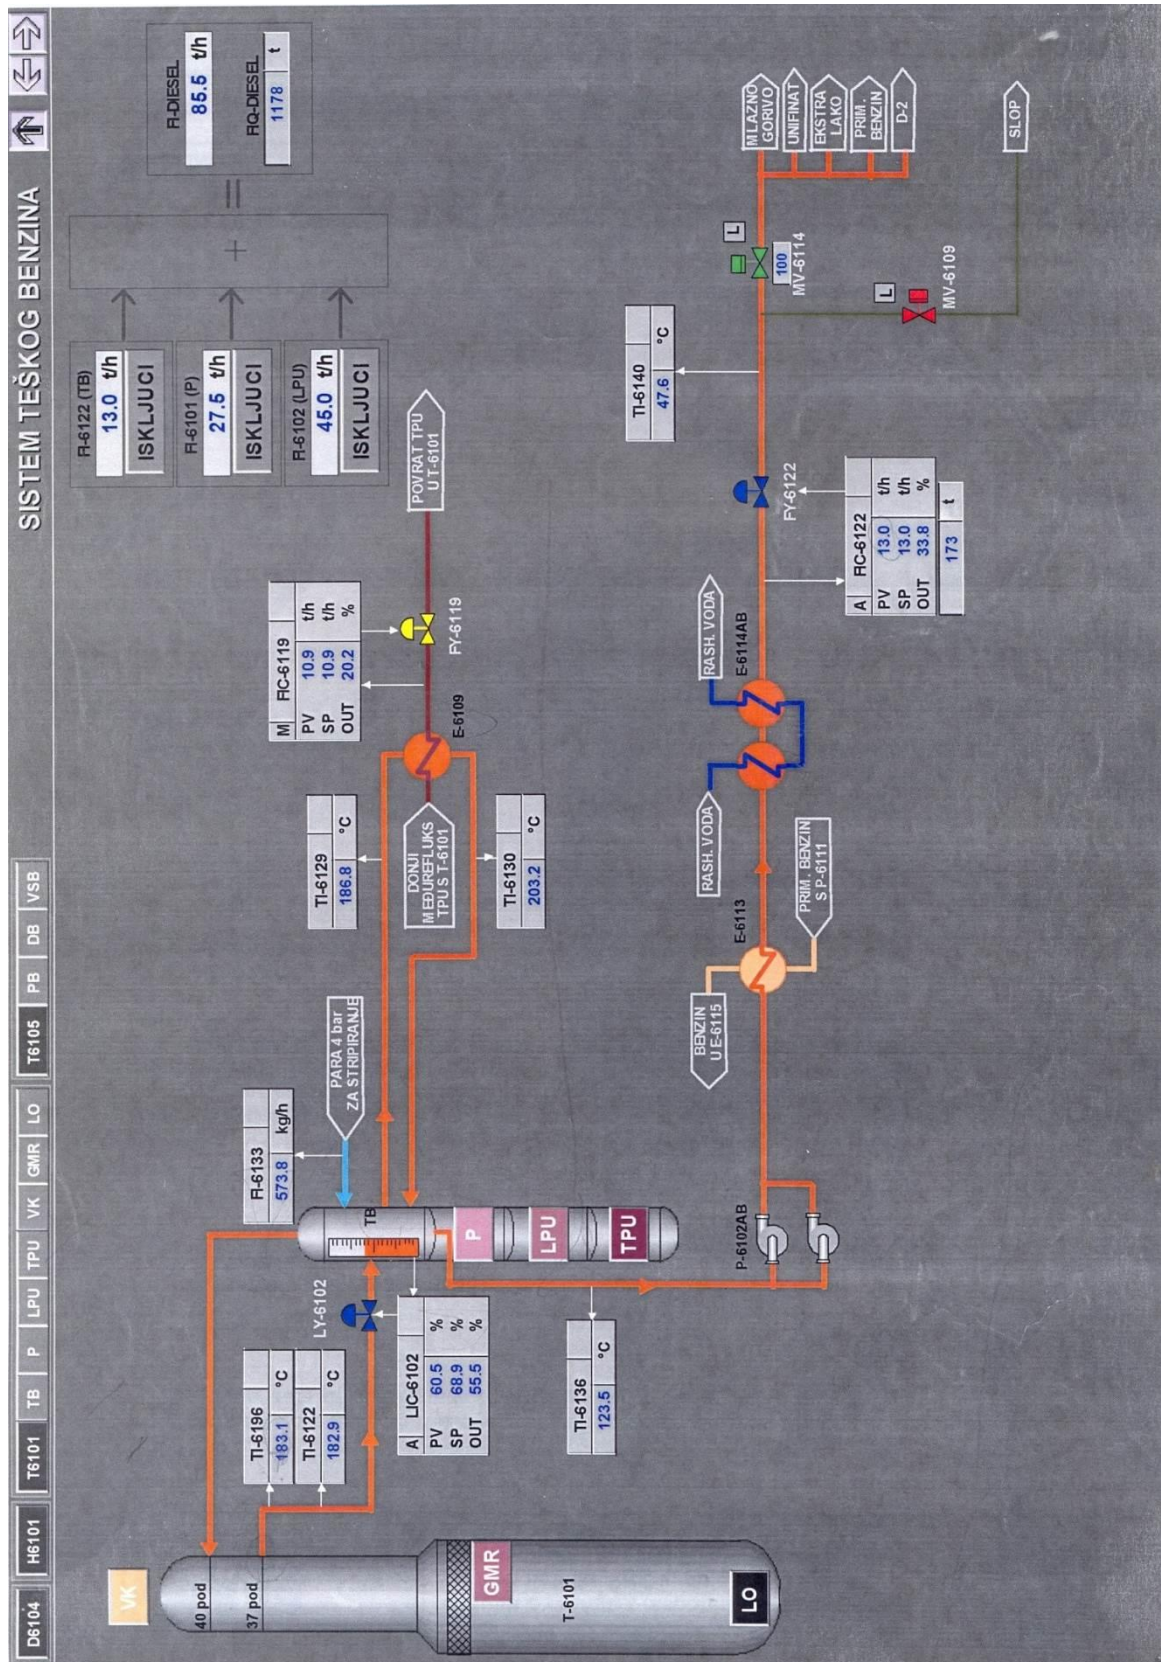 SISTEM TEŠKOG BENZINA
D6104
H6101
T6101
TB
P
LPU
TPU
VK
GMR
LO
T6105
PB
DB
VSB
FI-6122 (TB)
13.0 t/h
ISKLJUCI
FI-6101 (P)
27.5 t/h
ISKLJUCI
FI-6102 (LPU)
45.0 t/h
ISKLJUCI
+
=
FI-DIESEL
85.5 t/h
FIQ-DIESEL
1178 t
VK
40 pod
37 pod
GMR
T-6101
LO
TI-6196
183.1 °C
TI-6122
182.9 °C
LY-6102
A LIC-6102
PV 60.5 %
SP 68.9 %
OUT 55.5 %
FI-6133
573.8 kg/h
PARA 4 bar
ZA STRIPIRANJE
TB
P
LPU
TPU
TI-6136
123.5 °C
TI-6129
186.8 °C
DONJI
MEĐUREFLUKS
TPU S T-6101
TI-6130
203.2 °C
E-6109
M FIC-6119
PV 10.9 t/h
SP 10.9 t/h
OUT 20.2 %
FY-6119
POVRAT TPU
U T-6101
P-6102AB
BENZIN
U E-6115
E-6113
PRIM. BENZIN
S P-6111
RASH. VODA
RASH. VODA
E-6114AB
A FIC-6122
PV 13.0 t/h
SP 13.0 t/h
OUT 33.8 %
173 t
FY-6122
TI-6140
47.6 °C
L
100
MV-6114
L
MV-6109
MLAZNO
GORIVO
UNIFINAT
EKSTRA
LAKO
PRIM.
BENZIN
D-2
SLOP